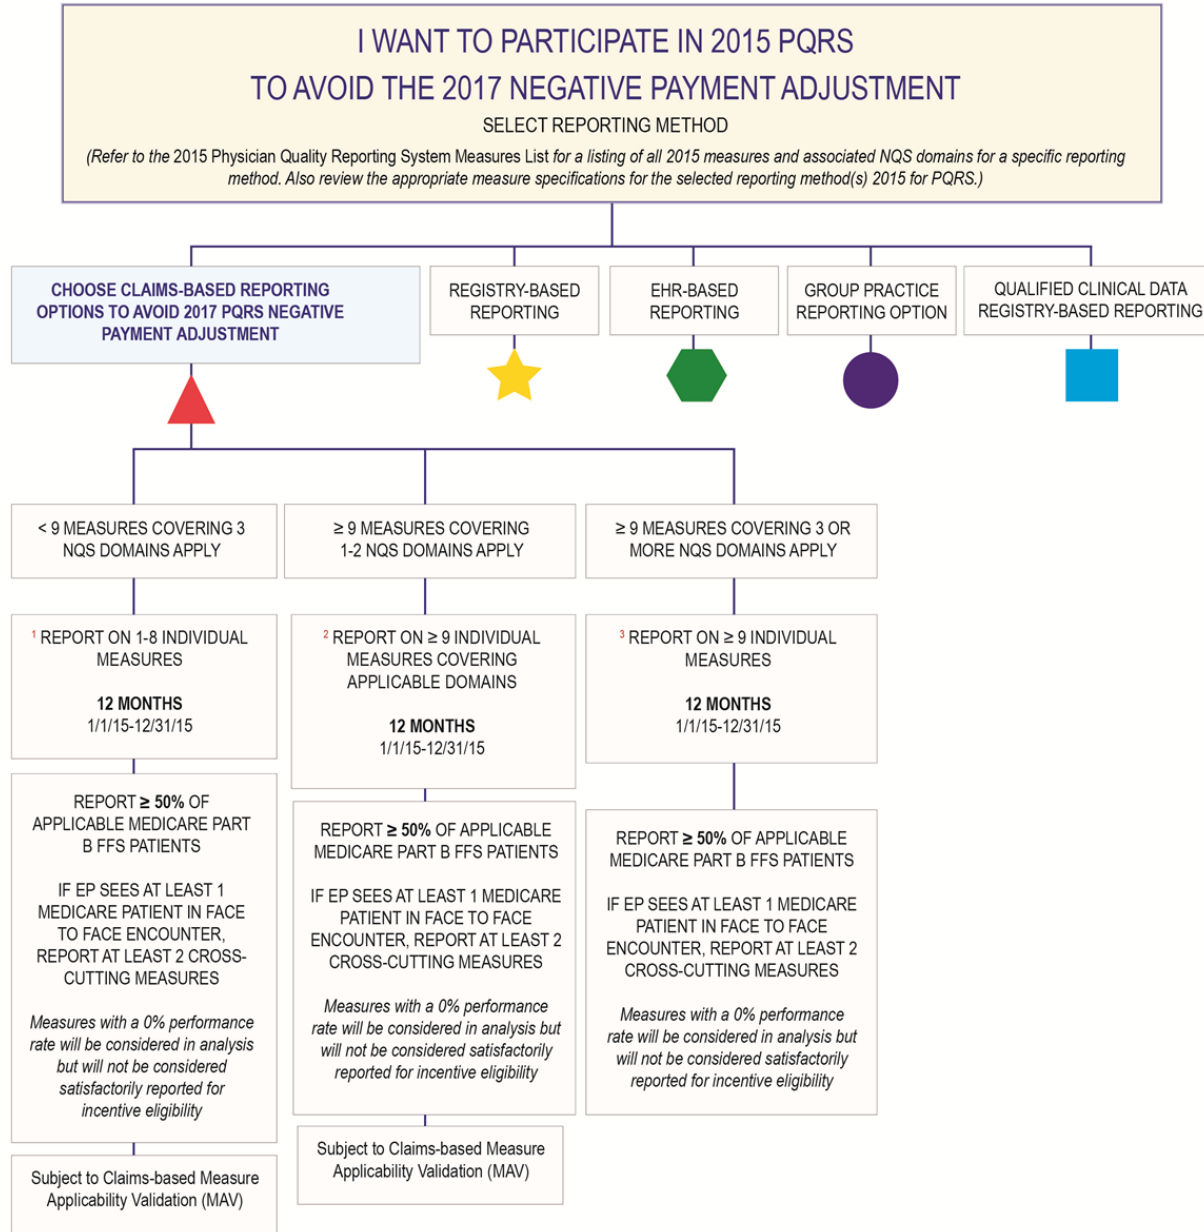 I WANT TO PARTICIPATE IN 2015 PQRS
TO AVOID THE 2017 NEGATIVE PAYMENT ADJUSTMENT
SELECT REPORTING METHOD
(Refer to the 2015 Physician Quality Reporting System Measures List for a listing of all 2015 measures and associated NQS domains for a specific reporting
method. Also review the appropriate measure specifications for the selected reporting method(s) 2015 for PQRS.)
CHOOSE CLAIMS-BASED REPORTING
OPTIONS TO AVOID 2017 PQRS NEGATIVE
PAYMENT ADJUSTMENT
REGISTRY-BASED
REPORTING
EHR-BASED
REPORTING
GROUP PRACTICE
REPORTING OPTION
QUALIFIED CLINICAL DATA
REGISTRY-BASED REPORTING
< 9 MEASURES COVERING 3
NQS DOMAINS APPLY
≥ 9 MEASURES COVERING
1-2 NQS DOMAINS APPLY
≥ 9 MEASURES COVERING 3 OR
MORE NQS DOMAINS APPLY
1 REPORT ON 1-8 INDIVIDUAL
MEASURES
12 MONTHS
1/1/15-12/31/15
2 REPORT ON ≥ 9 INDIVIDUAL
MEASURES COVERING
APPLICABLE DOMAINS
12 MONTHS
1/1/15-12/31/15
3 REPORT ON ≥ 9 INDIVIDUAL
MEASURES
12 MONTHS
1/1/15-12/31/15
REPORT ≥ 50% OF
APPLICABLE MEDICARE PART
B FFS PATIENTS
IF EP SEES AT LEAST 1
MEDICARE PATIENT IN FACE
TO FACE ENCOUNTER,
REPORT AT LEAST 2 CROSS-
CUTTING MEASURES
Measures with a 0% performance
rate will be considered in analysis
but will not be considered
satisfactorily reported for
incentive eligibility
REPORT ≥ 50% OF APPLICABLE
MEDICARE PART B FFS PATIENTS
IF EP SEES AT LEAST 1 MEDICARE
PATIENT IN FACE TO FACE
ENCOUNTER, REPORT AT LEAST 2
CROSS-CUTTING MEASURES
Measures with a 0% performance
rate will be considered in analysis but
will not be considered satisfactorily
reported for incentive eligibility
REPORT ≥ 50% OF APPLICABLE
MEDICARE PART B FFS PATIENTS
IF EP SEES AT LEAST 1 MEDICARE
PATIENT IN FACE TO FACE
ENCOUNTER, REPORT AT LEAST 2
CROSS-CUTTING MEASURES
Measures with a 0% performance
rate will be considered in analysis but
will not be considered satisfactorily
reported for incentive eligibility
Subject to Claims-based Measure
Applicability Validation (MAV)
Subject to Claims-based Measure
Applicability Validation (MAV)